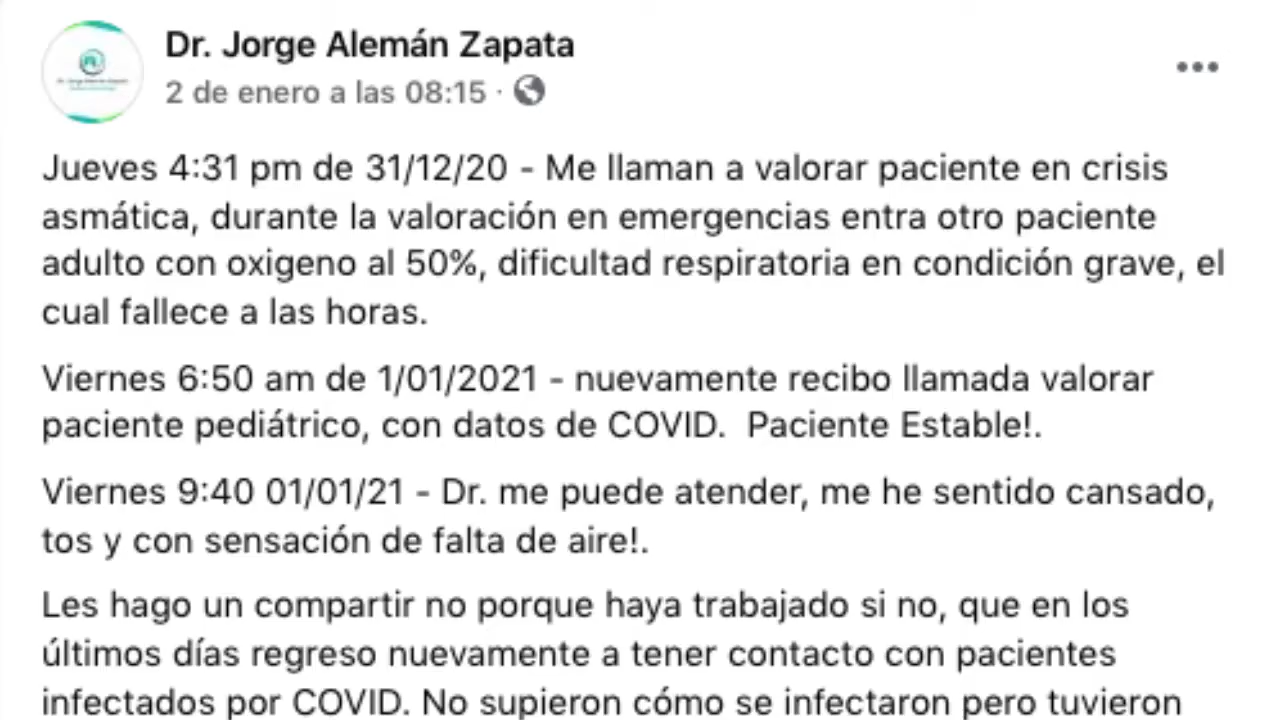 Dr. Jorge Alemán Zapata
2 de enero a las 08:15 ·
Jueves 4:31 pm de 31/12/20 - Me llaman a valorar paciente en crisis
asmática, durante la valoración en emergencias entra otro paciente
adulto con oxigeno al 50%, dificultad respiratoria en condición grave, el
cual fallece a las horas.
Viernes 6:50 am de 1/01/2021 - nuevamente recibo llamada valorar
paciente pediátrico, con datos de COVID.  Paciente Estable!.
Viernes 9:40 01/01/21 - Dr. me puede atender, me he sentido cansado,
tos y con sensación de falta de aire!.
Les hago un compartir no porque haya trabajado si no, que en los
últimos días regreso nuevamente a tener contacto con pacientes
infectados por COVID. No supieron cómo se infectaron pero tuvieron